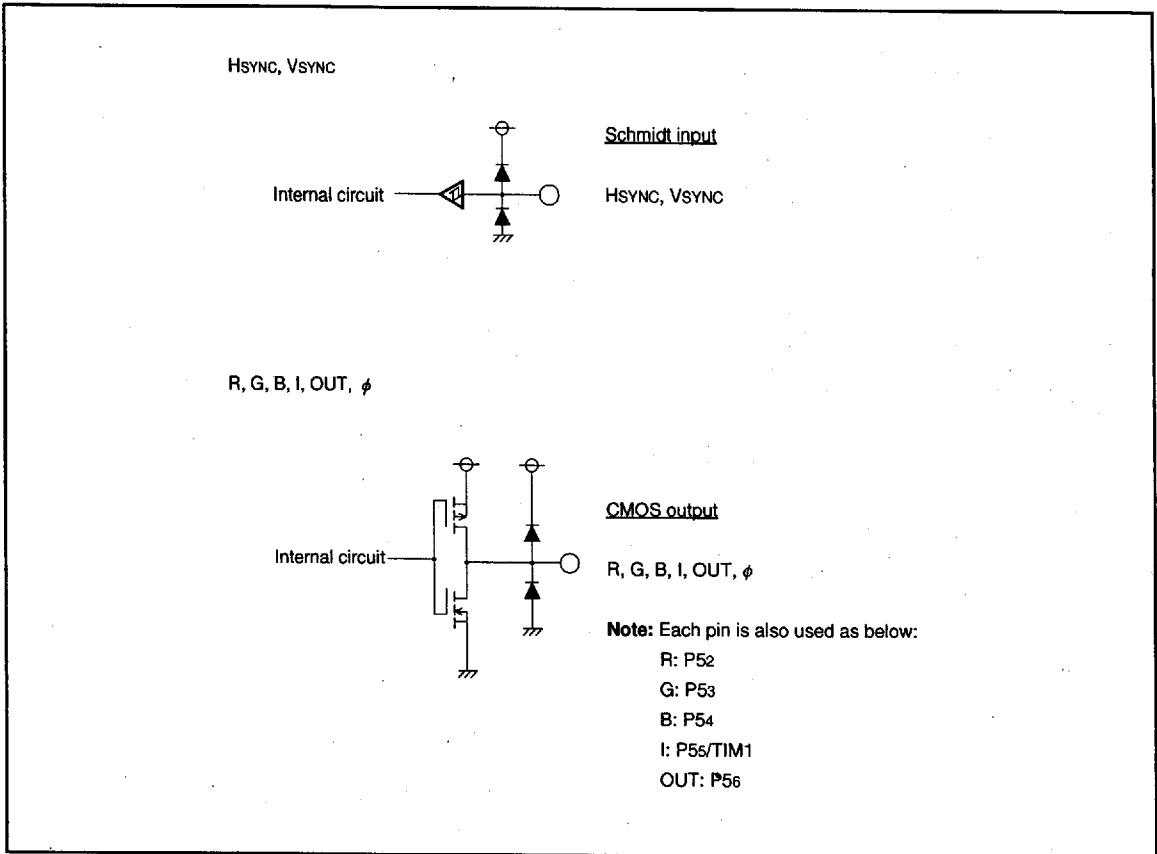 HSYNC, VSYNC
Schmidt input
Internal circuit
HSYNC, VSYNC
R, G, B, I, OUT, ϕ
CMOS output
Internal circuit
R, G, B, I, OUT, ϕ
Note: Each pin is also used as below:
R: P52
G: P53
B: P54
I: P55/TIM1
OUT: P56